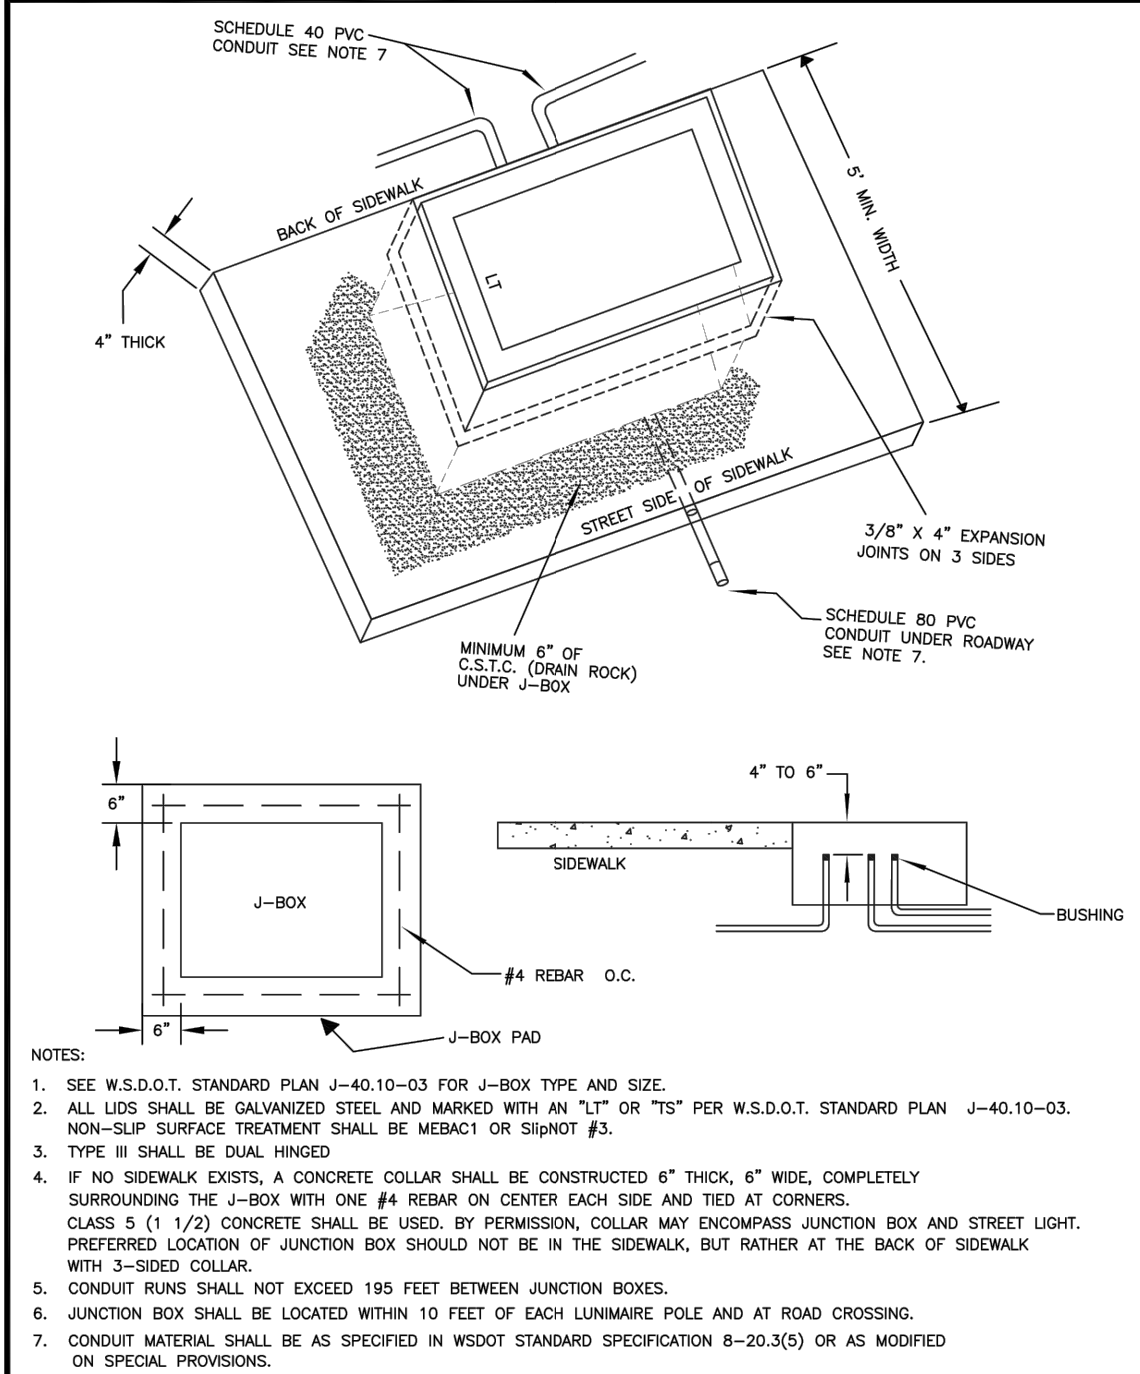 SCHEDULE 40 PVC
CONDUIT SEE NOTE 7
BACK OF SIDEWALK
5' MIN. WIDTH
LT
4" THICK
STREET SIDE OF SIDEWALK
3/8" X 4" EXPANSION
JOINTS ON 3 SIDES
SCHEDULE 80 PVC
CONDUIT UNDER ROADWAY
SEE NOTE 7.
MINIMUM 6" OF
C.S.T.C. (DRAIN ROCK)
UNDER J-BOX
6"
J-BOX
#4 REBAR O.C.
6"
J-BOX PAD
4" TO 6"
SIDEWALK
BUSHING
NOTES:
1. SEE W.S.D.O.T. STANDARD PLAN J-40.10-03 FOR J-BOX TYPE AND SIZE.
2. ALL LIDS SHALL BE GALVANIZED STEEL AND MARKED WITH AN "LT" OR "TS" PER W.S.D.O.T. STANDARD PLAN J-40.10-03.
NON-SLIP SURFACE TREATMENT SHALL BE MEBAC1 OR SlipNOT #3.
3. TYPE III SHALL BE DUAL HINGED
4. IF NO SIDEWALK EXISTS, A CONCRETE COLLAR SHALL BE CONSTRUCTED 6" THICK, 6" WIDE, COMPLETELY
SURROUNDING THE J-BOX WITH ONE #4 REBAR ON CENTER EACH SIDE AND TIED AT CORNERS.
CLASS 5 (1 1/2) CONCRETE SHALL BE USED. BY PERMISSION, COLLAR MAY ENCOMPASS JUNCTION BOX AND STREET LIGHT.
PREFERRED LOCATION OF JUNCTION BOX SHOULD NOT BE IN THE SIDEWALK, BUT RATHER AT THE BACK OF SIDEWALK
WITH 3-SIDED COLLAR.
5. CONDUIT RUNS SHALL NOT EXCEED 195 FEET BETWEEN JUNCTION BOXES.
6. JUNCTION BOX SHALL BE LOCATED WITHIN 10 FEET OF EACH LUNIMAIRE POLE AND AT ROAD CROSSING.
7. CONDUIT MATERIAL SHALL BE AS SPECIFIED IN WSDOT STANDARD SPECIFICATION 8-20.3(5) OR AS MODIFIED
ON SPECIAL PROVISIONS.